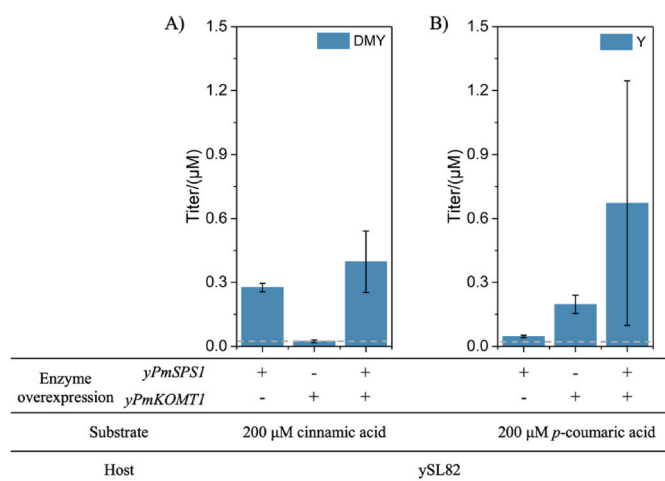 A)
B)
DMY
Y
1.5
1.2
0.9
0.6
0.3
0.0
Titer/(μM)
1.5
1.2
0.9
0.6
0.3
0.0
Titer/(μM)
Enzyme overexpression
yPmSPS1 + - + + - +
yPmKOMT1 - + + - + +
Substrate 200 μM cinnamic acid 200 μM p-coumaric acid
Host ySL82